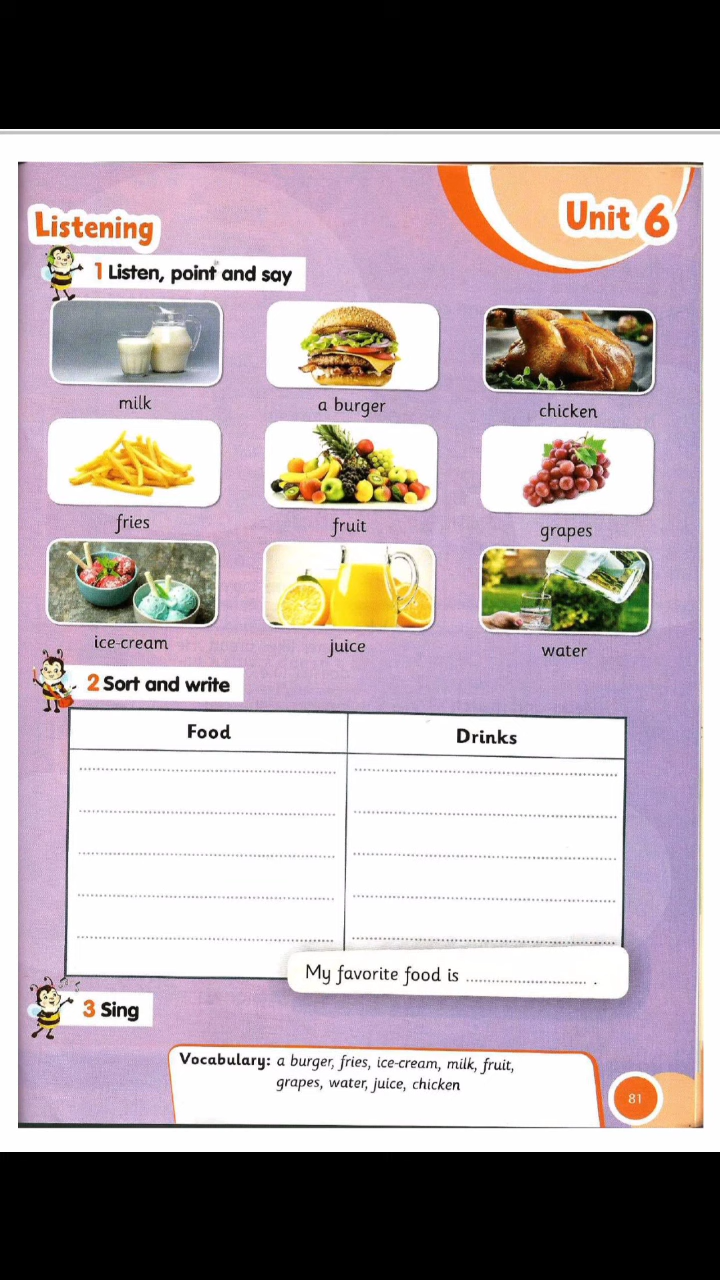 Unit 6
Listening
1 Listen, point and say
milk
a burger
chicken
fries
fruit
grapes
ice-cream
juice
water
2 Sort and write
Food
Drinks
My favorite food is ........................ .
3 Sing
Vocabulary: a burger, fries, ice-cream, milk, fruit,
grapes, water, juice, chicken
81